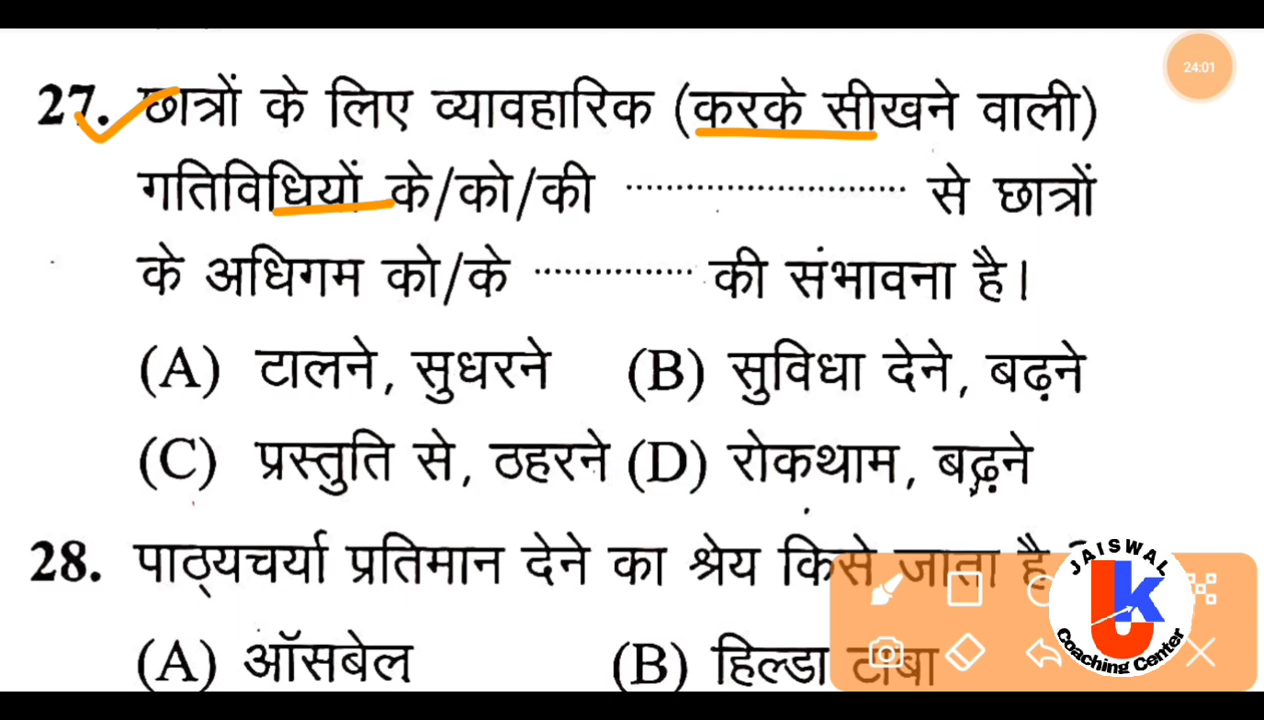 24:01
27. छात्रों के लिए व्यावहारिक (करके सीखने वाली)
गतिविधियों के/को/की ........................... से छात्रों
के अधिगम को/के ............... की संभावना है।
(A) टालने, सुधरने (B) सुविधा देने, बढ़ने
(C) प्रस्तुति से, ठहरने (D) रोकथाम, बढ़ने
28. पाठ्यचर्या प्रतिमान देने का श्रेय किसे जाता है
(A) ऑसबेल (B) हिल्डा टाबा
JAISWAL
UK
Coaching Center